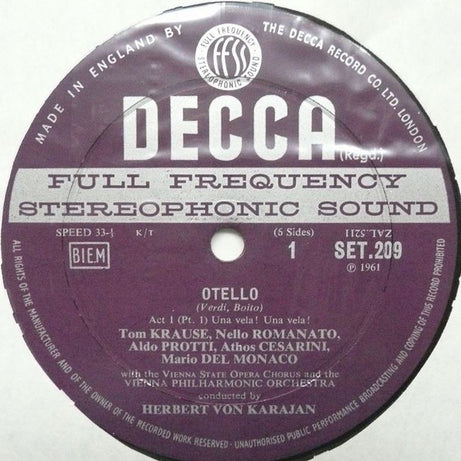 MADE IN ENGLAND BY THE DECCA RECORD CO. LTD. LONDON
FULL FREQUENCY
ffss
STEREOPHONIC SOUND
DECCA
(Regd.)
FULL FREQUENCY
STEREOPHONIC SOUND
SPEED 33⅓ K/T (6 Sides) ZAL.5211
BIEM 1 SET.209
Ⓟ 1961
OTELLO
(Verdi, Boito)
Act 1 (Pt. 1) Una vela! Una vela!
Tom KRAUSE, Nello ROMANATO,
Aldo PROTTI, Athos CESARINI,
Mario DEL MONACO
with the VIENNA STATE OPERA CHORUS and the
VIENNA PHILHARMONIC ORCHESTRA
conducted by
HERBERT VON KARAJAN
ALL RIGHTS OF THE MANUFACTURER AND OF THE OWNER OF THE RECORDED WORK RESERVED · UNAUTHORISED PUBLIC PERFORMANCE BROADCASTING AND COPYING OF THIS RECORD PROHIBITED